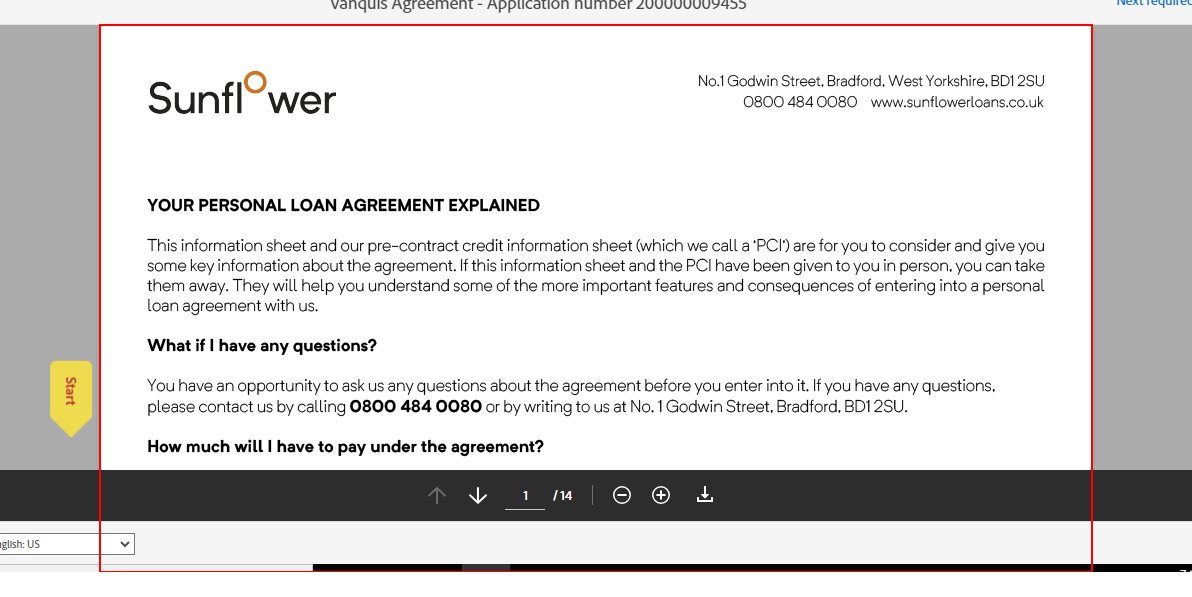 Vanquis Agreement - Application number 200000009455
Sunflower
No.1 Godwin Street, Bradford, West Yorkshire, BD1 2SU
0800 484 0080 www.sunflowerloans.co.uk
YOUR PERSONAL LOAN AGREEMENT EXPLAINED
This information sheet and our pre-contract credit information sheet (which we call a ‘PCI’) are for you to consider and give you
some key information about the agreement. If this information sheet and the PCI have been given to you in person, you can take
them away. They will help you understand some of the more important features and consequences of entering into a personal
loan agreement with us.
What if I have any questions?
Start
You have an opportunity to ask us any questions about the agreement before you enter into it. If you have any questions,
please contact us by calling 0800 484 0080 or by writing to us at No. 1 Godwin Street, Bradford, BD1 2SU.
How much will I have to pay under the agreement?
1 / 14
US